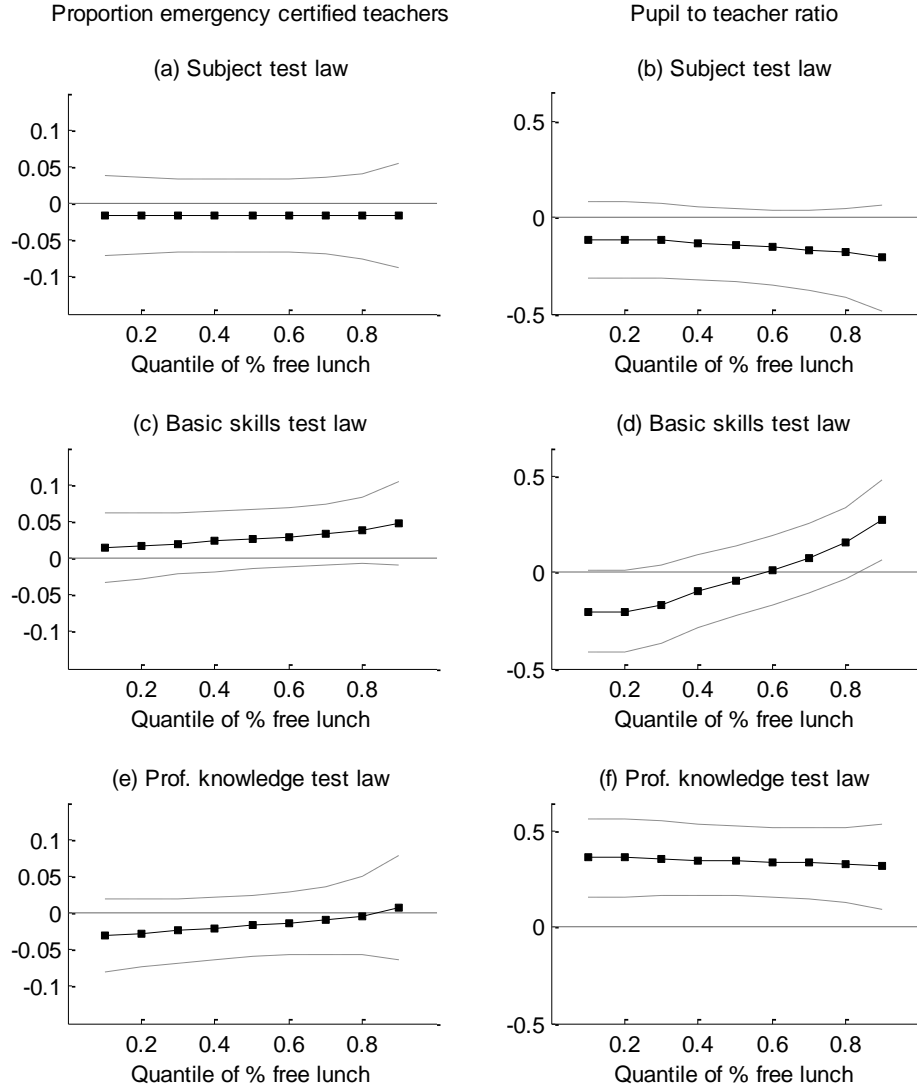 Proportion emergency certified teachers
Pupil to teacher ratio
(a) Subject test law
0.1
0.05
0
-0.05
-0.1
0.2 0.4 0.6 0.8
Quantile of % free lunch
(b) Subject test law
0.5
0
-0.5
0.2 0.4 0.6 0.8
Quantile of % free lunch
(c) Basic skills test law
0.1
0.05
0
-0.05
-0.1
0.2 0.4 0.6 0.8
Quantile of % free lunch
(d) Basic skills test law
0.5
0
-0.5
0.2 0.4 0.6 0.8
Quantile of % free lunch
(e) Prof. knowledge test law
0.1
0.05
0
-0.05
-0.1
0.2 0.4 0.6 0.8
Quantile of % free lunch
(f) Prof. knowledge test law
0.5
0
-0.5
0.2 0.4 0.6 0.8
Quantile of % free lunch